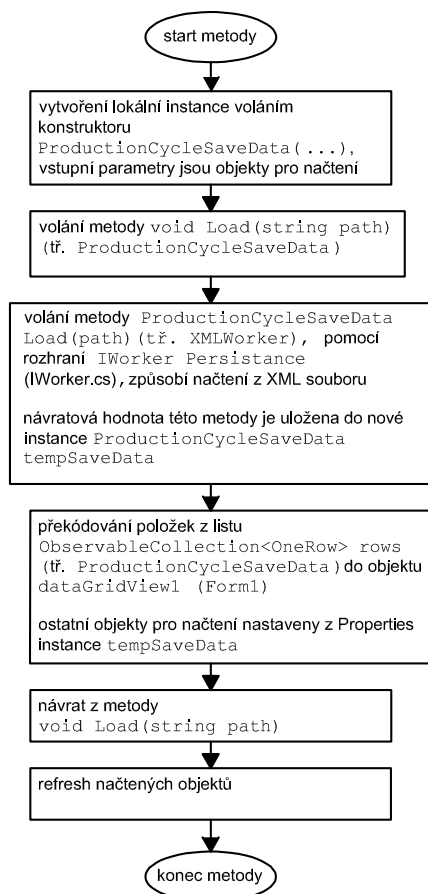 start metody
vytvoření lokální instance voláním
konstruktoru
ProductionCycleSaveData(...),
vstupní parametry jsou objekty pro načtení
volání metody void Load(string path)
(tř. ProductionCycleSaveData)
volání metody ProductionCycleSaveData
Load(path)(tř. XMLWorker), pomocí
rozhraní IWorker Persistance
(IWorker.cs), způsobí načtení z XML souboru
návratová hodnota této metody je uložena do nové
instance ProductionCycleSaveData
tempSaveData
překódování položek z listu
ObservableCollection<OneRow> rows
(tř. ProductionCycleSaveData)do objektu
dataGridView1 (Form1)
ostatní objekty pro načtení nastaveny z Properties
instance tempSaveData
návrat z metody
void Load(string path)
refresh načtených objektů
konec metody